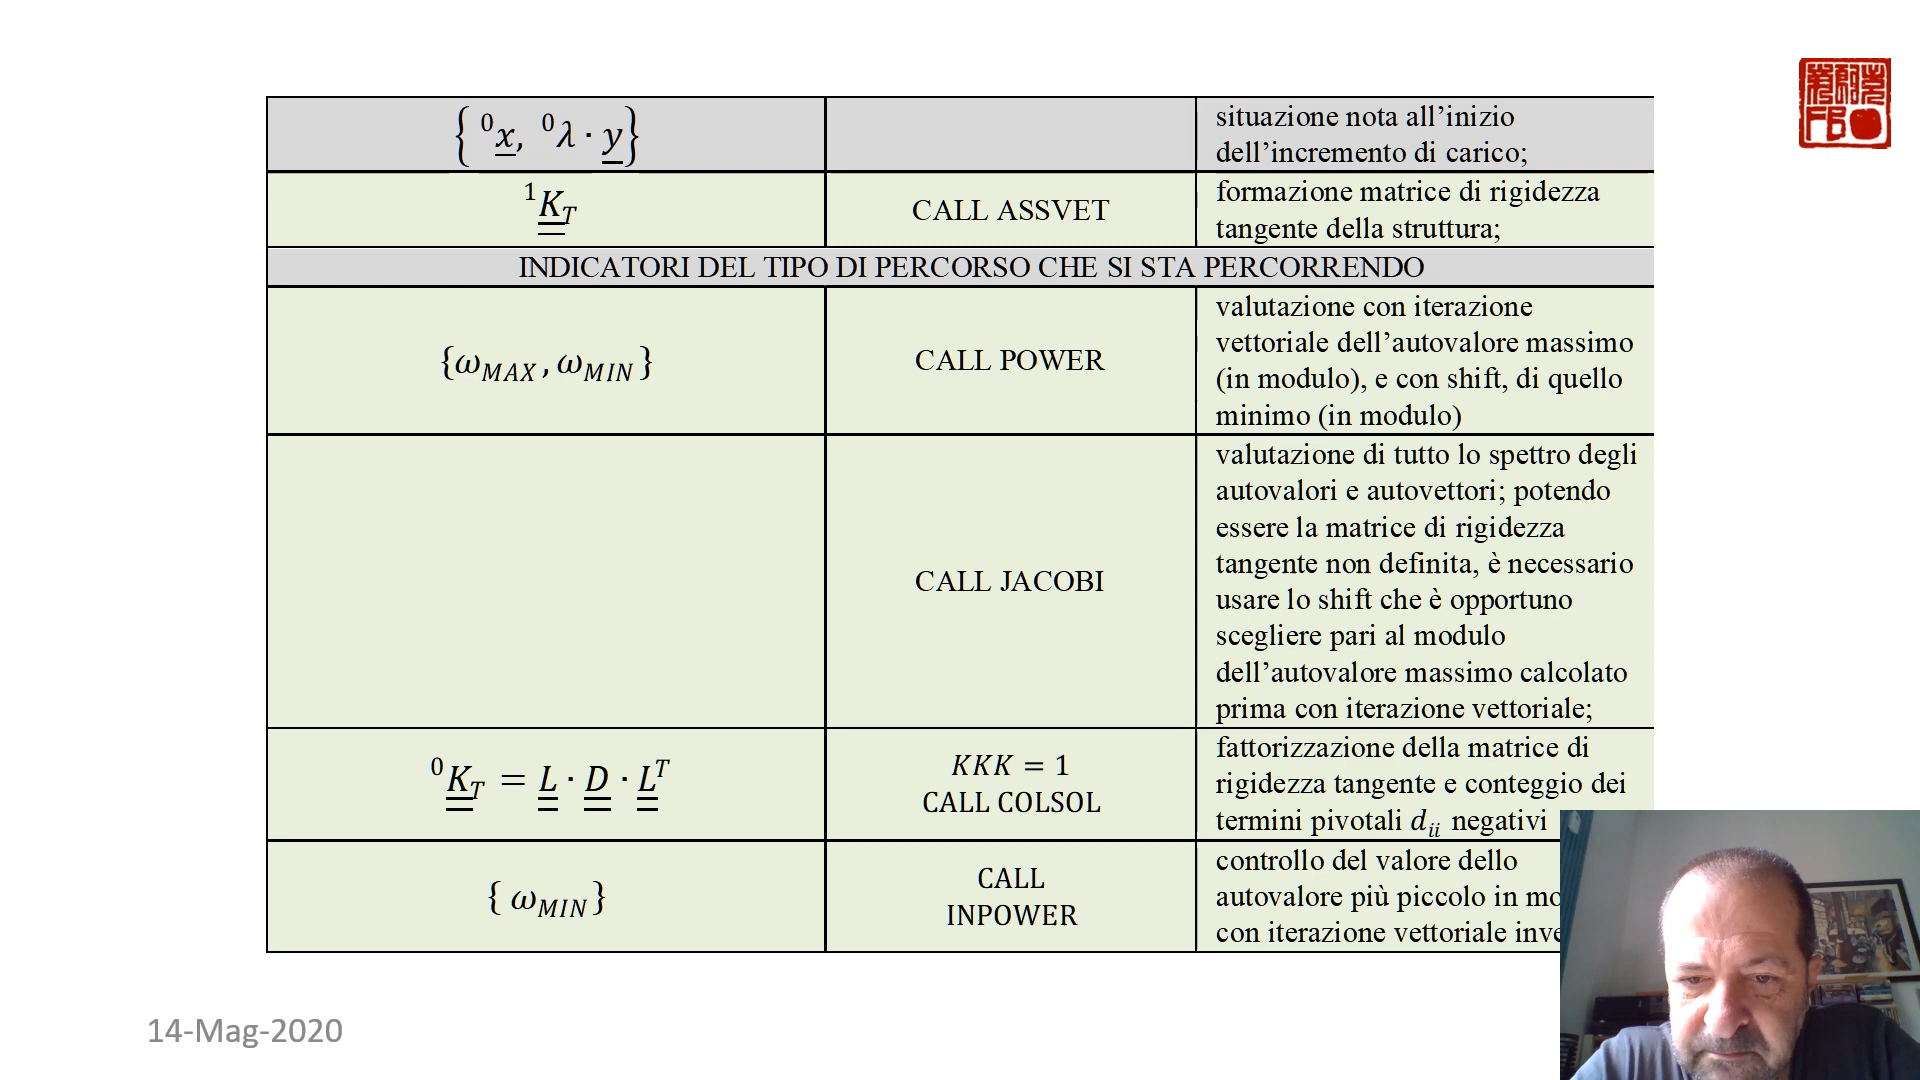 { ⁰x, ⁰λ · y}
situazione nota all’inizio
dell’incremento di carico;
¹K_T
CALL ASSVET
formazione matrice di rigidezza
tangente della struttura;
INDICATORI DEL TIPO DI PERCORSO CHE SI STA PERCORRENDO
{ω_MAX, ω_MIN}
CALL POWER
valutazione con iterazione
vettoriale dell’autovalore massimo
(in modulo), e con shift, di quello
minimo (in modulo)
CALL JACOBI
valutazione di tutto lo spettro degli
autovalori e autovettori; potendo
essere la matrice di rigidezza
tangente non definita, è necessario
usare lo shift che è opportuno
scegliere pari al modulo
dell’autovalore massimo calcolato
prima con iterazione vettoriale;
⁰K_T = L · D · L^T
KKK = 1
CALL COLSOL
fattorizzazione della matrice di
rigidezza tangente e conteggio dei
termini pivotali d_ii negativi
{ ω_MIN}
CALL
INPOWER
controllo del valore dello
autovalore più piccolo in
con iterazione vettoriale
14-Mag-2020